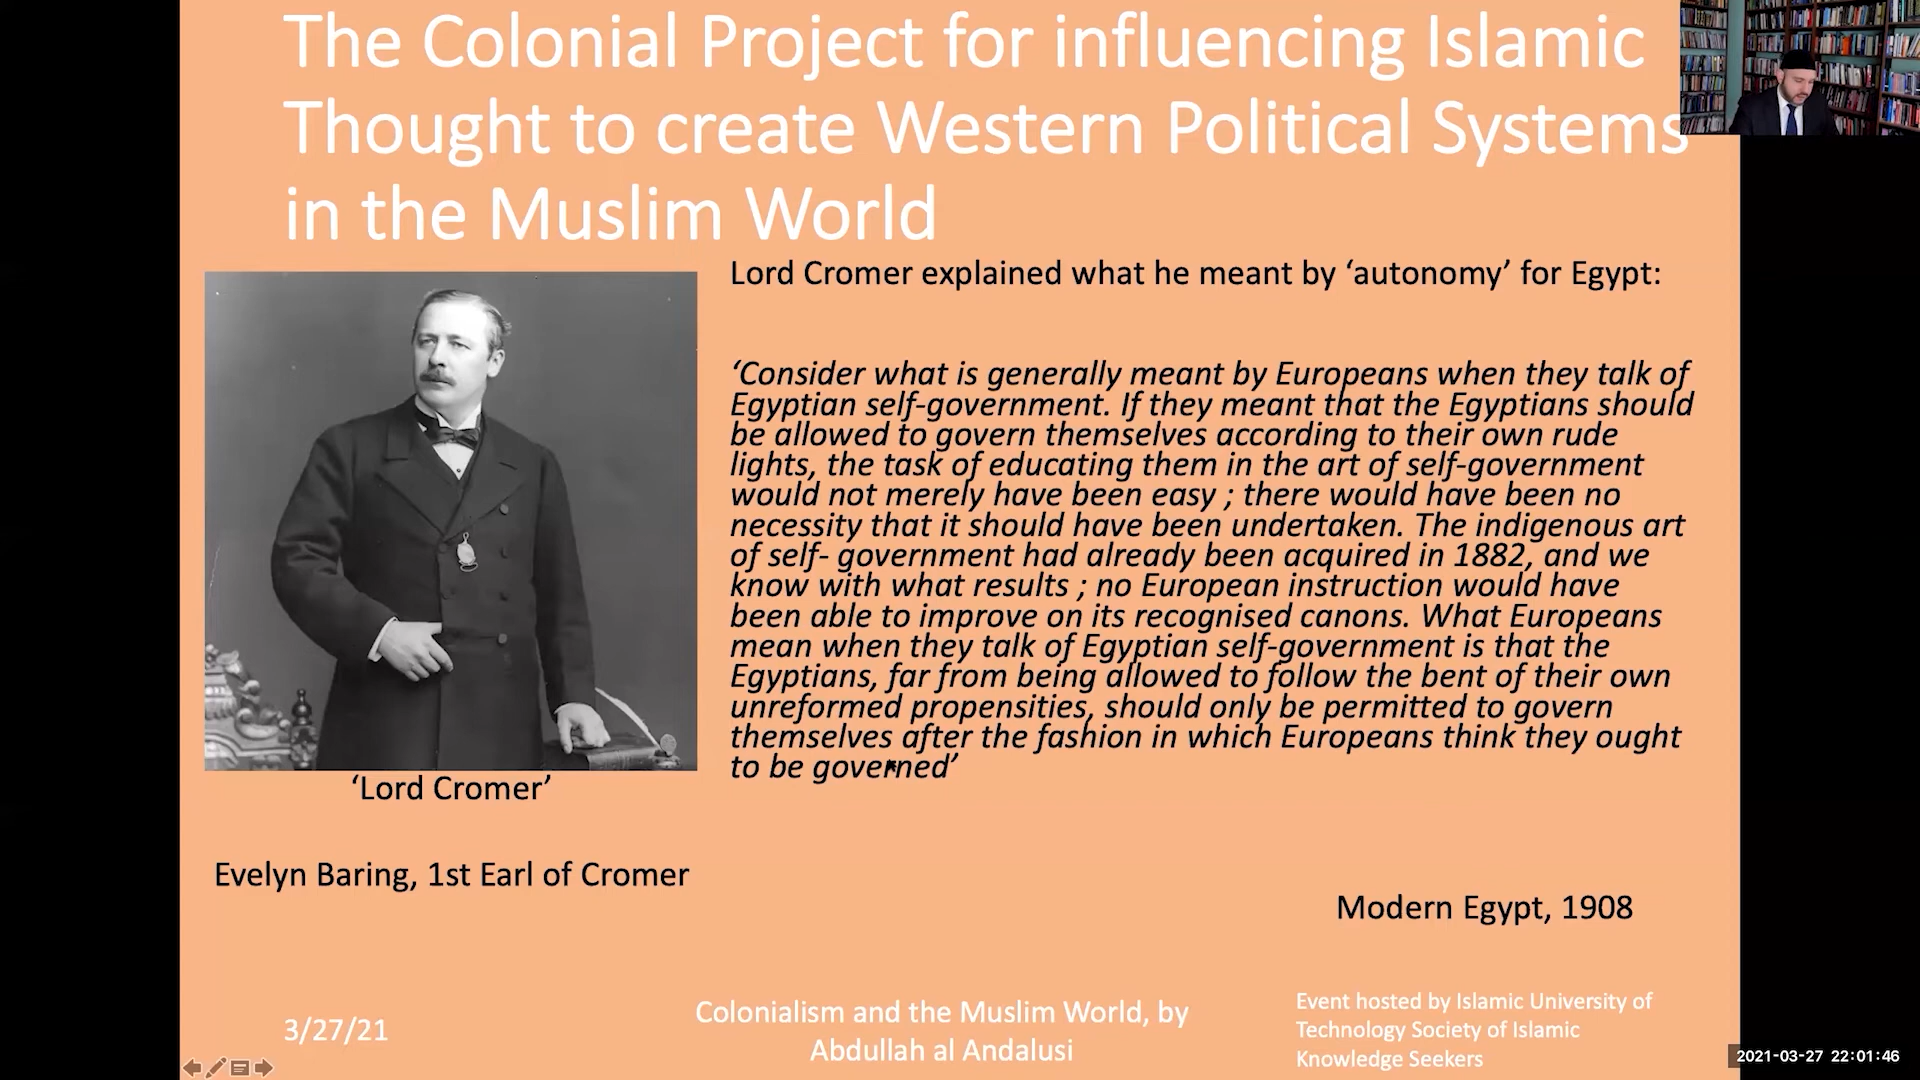 The Colonial Project for influencing Islamic
Thought to create Western Political Systems
in the Muslim World
Lord Cromer explained what he meant by ‘autonomy’ for Egypt:
‘Consider what is generally meant by Europeans when they talk of
Egyptian self-government. If they meant that the Egyptians should
be allowed to govern themselves according to their own rude
lights, the task of educating them in the art of self-government
would not merely have been easy ; there would have been no
necessity that it should have been undertaken. The indigenous art
of self- government had already been acquired in 1882, and we
know with what results ; no European instruction would have
been able to improve on its recognised canons. What Europeans
mean when they talk of Egyptian self-government is that the
Egyptians, far from being allowed to follow the bent of their own
unreformed propensities, should only be permitted to govern
themselves after the fashion in which Europeans think they ought
to be governed’
‘Lord Cromer’
Evelyn Baring, 1st Earl of Cromer
Modern Egypt, 1908
3/27/21
Colonialism and the Muslim World, by
Abdullah al Andalusi
Event hosted by Islamic University of
Technology Society of Islamic
Knowledge Seekers
2021-03-27 22:01:46